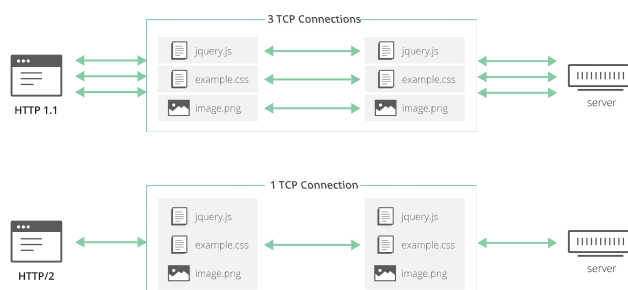 3 TCP Connections
jquery.js
jquery.js
example.css
example.css
image.png
image.png
HTTP 1.1
server
1 TCP Connection
jquery.js
jquery.js
example.css
example.css
image.png
image.png
HTTP/2
server